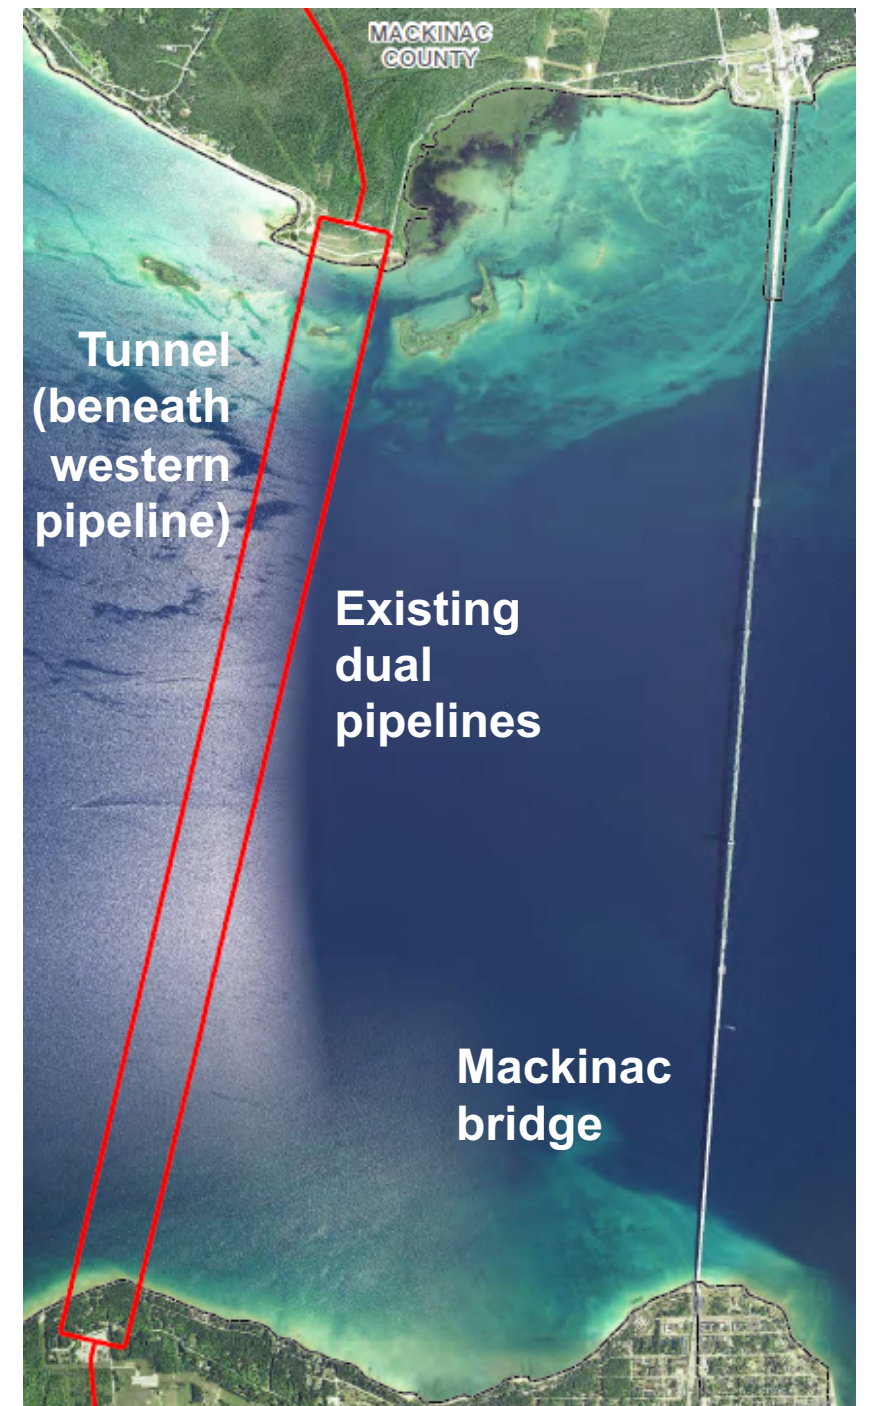 MACKINAC
COUNTY
Tunnel
(beneath
western
pipeline)
Existing
dual
pipelines
Mackinac
bridge